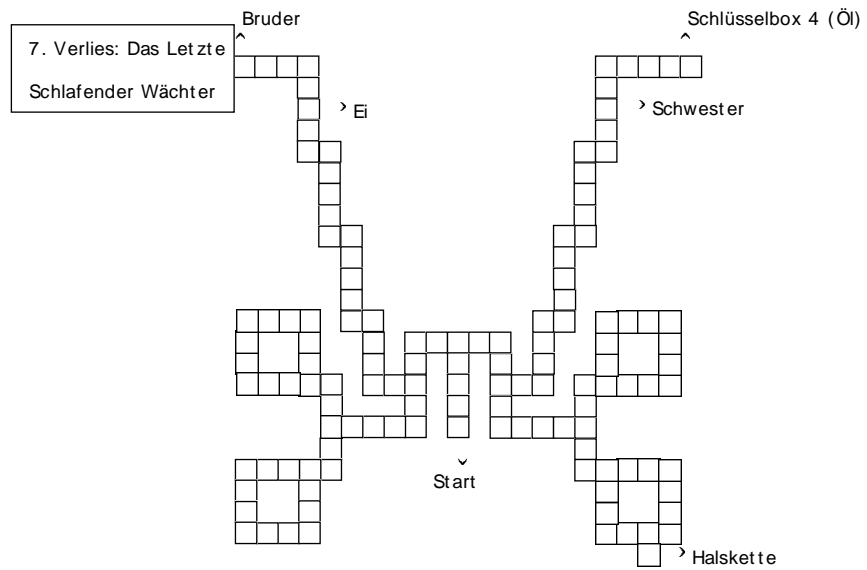 Bruder
Schlüsselbox 4 (Öl)
7. Verlies: Das Letzte
Schlafender Wächter
Ei
Schwester
Start
Halskette